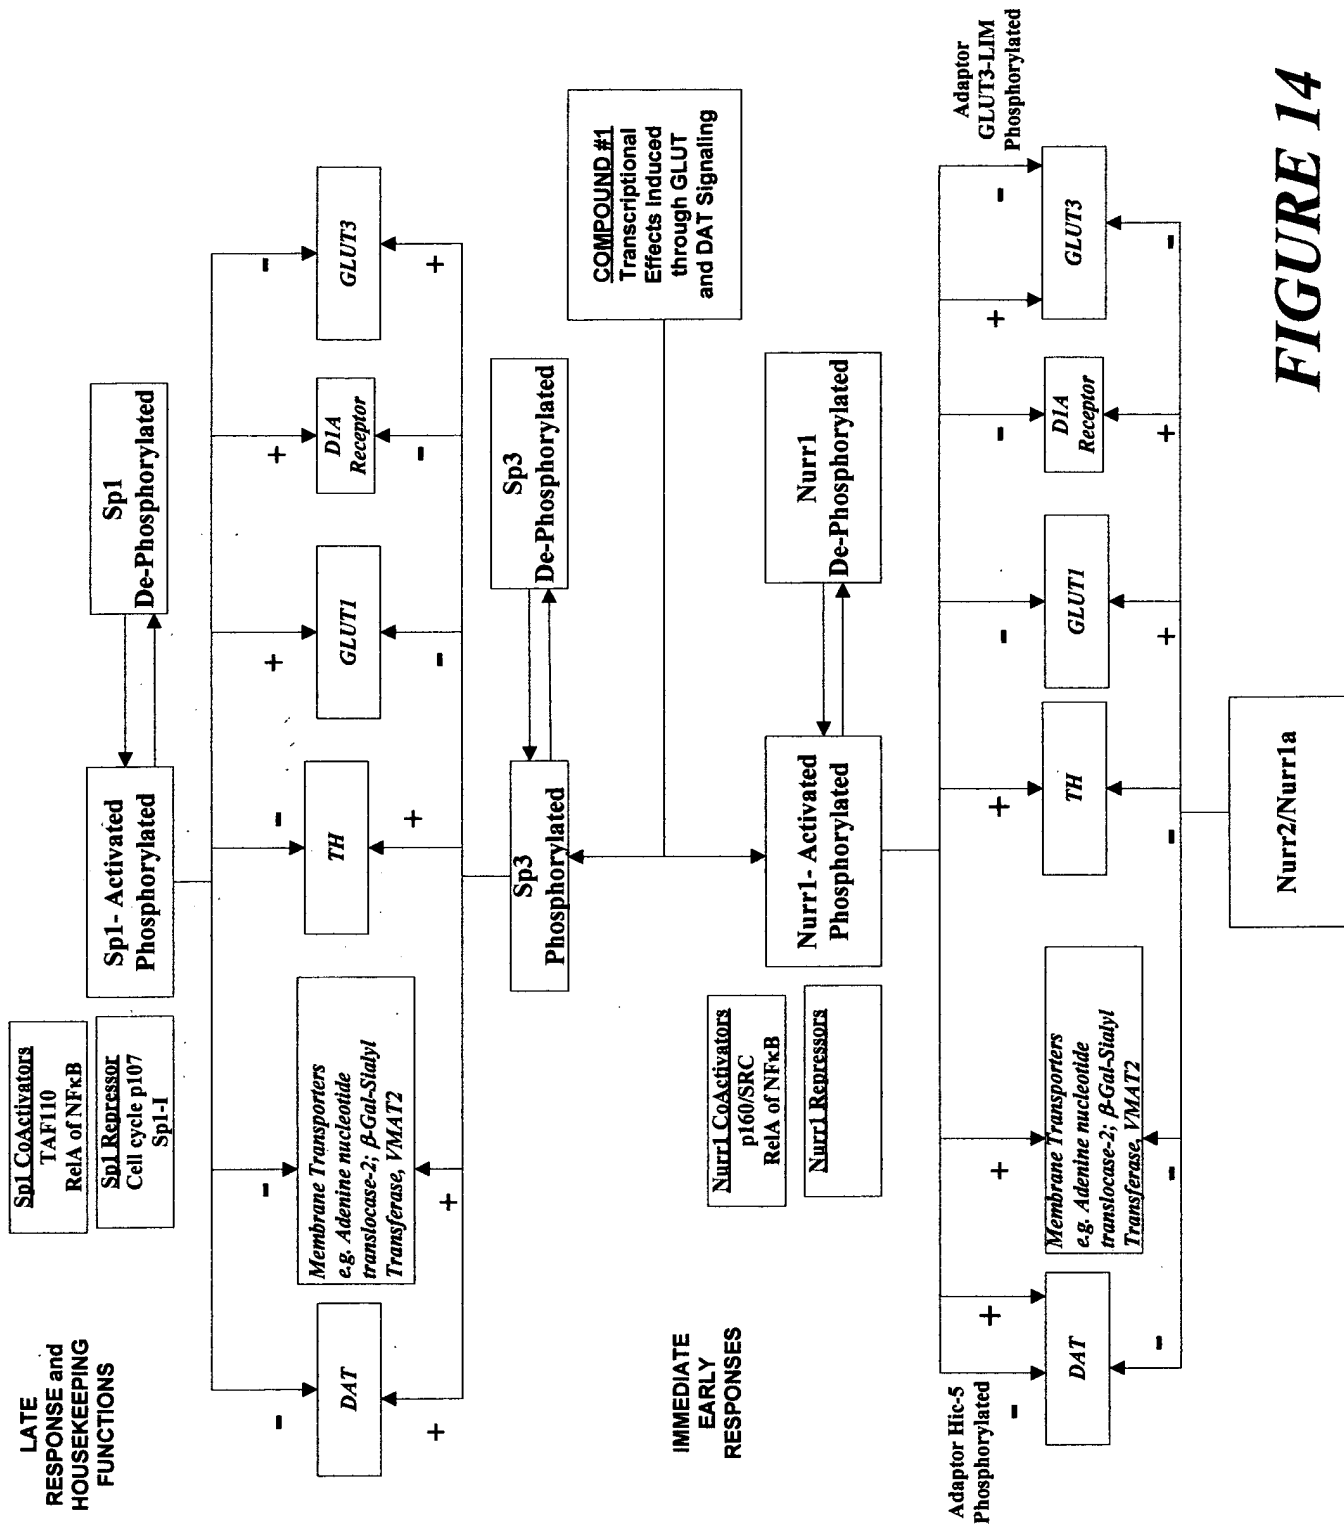 LATE
RESPONSE and
HOUSEKEEPING
FUNCTIONS
Sp1 CoActivators
TAF110
RelA of NFκB
Sp1 Repressor
Cell cycle p107
Sp1-I
Sp1- Activated
Phosphorylated
Sp1
De-Phosphorylated
-
-
-
+
+
-
DAT
Membrane Transporters
e.g. Adenine nucleotide
translocase-2; β-Gal-Sialyl
Transferase, VMAT2
TH
GLUT1
D1A
Receptor
GLUT3
+
+
+
-
-
+
Sp3
Phosphorylated
Sp3
De-Phosphorylated
COMPOUND #1
Transcriptional
Effects Induced
through GLUT
and DAT Signaling
IMMEDIATE
EARLY
RESPONSES
Nurr1 CoActivators
p160/SRC
RelA of NFκB
Nurr1 Repressors
Nurr1- Activated
Phosphorylated
Nurr1
De-Phosphorylated
Adaptor Hic-5
Phosphorylated
-
+
+
+
-
-
+
-
Adaptor
GLUT3-LIM
Phosphorylated
DAT
Membrane Transporters
e.g. Adenine nucleotide
translocase-2; β-Gal-Sialyl
Transferase, VMAT2
TH
GLUT1
D1A
Receptor
GLUT3
-
-
-
+
+
-
Nurr2/Nurr1a
FIGURE 14